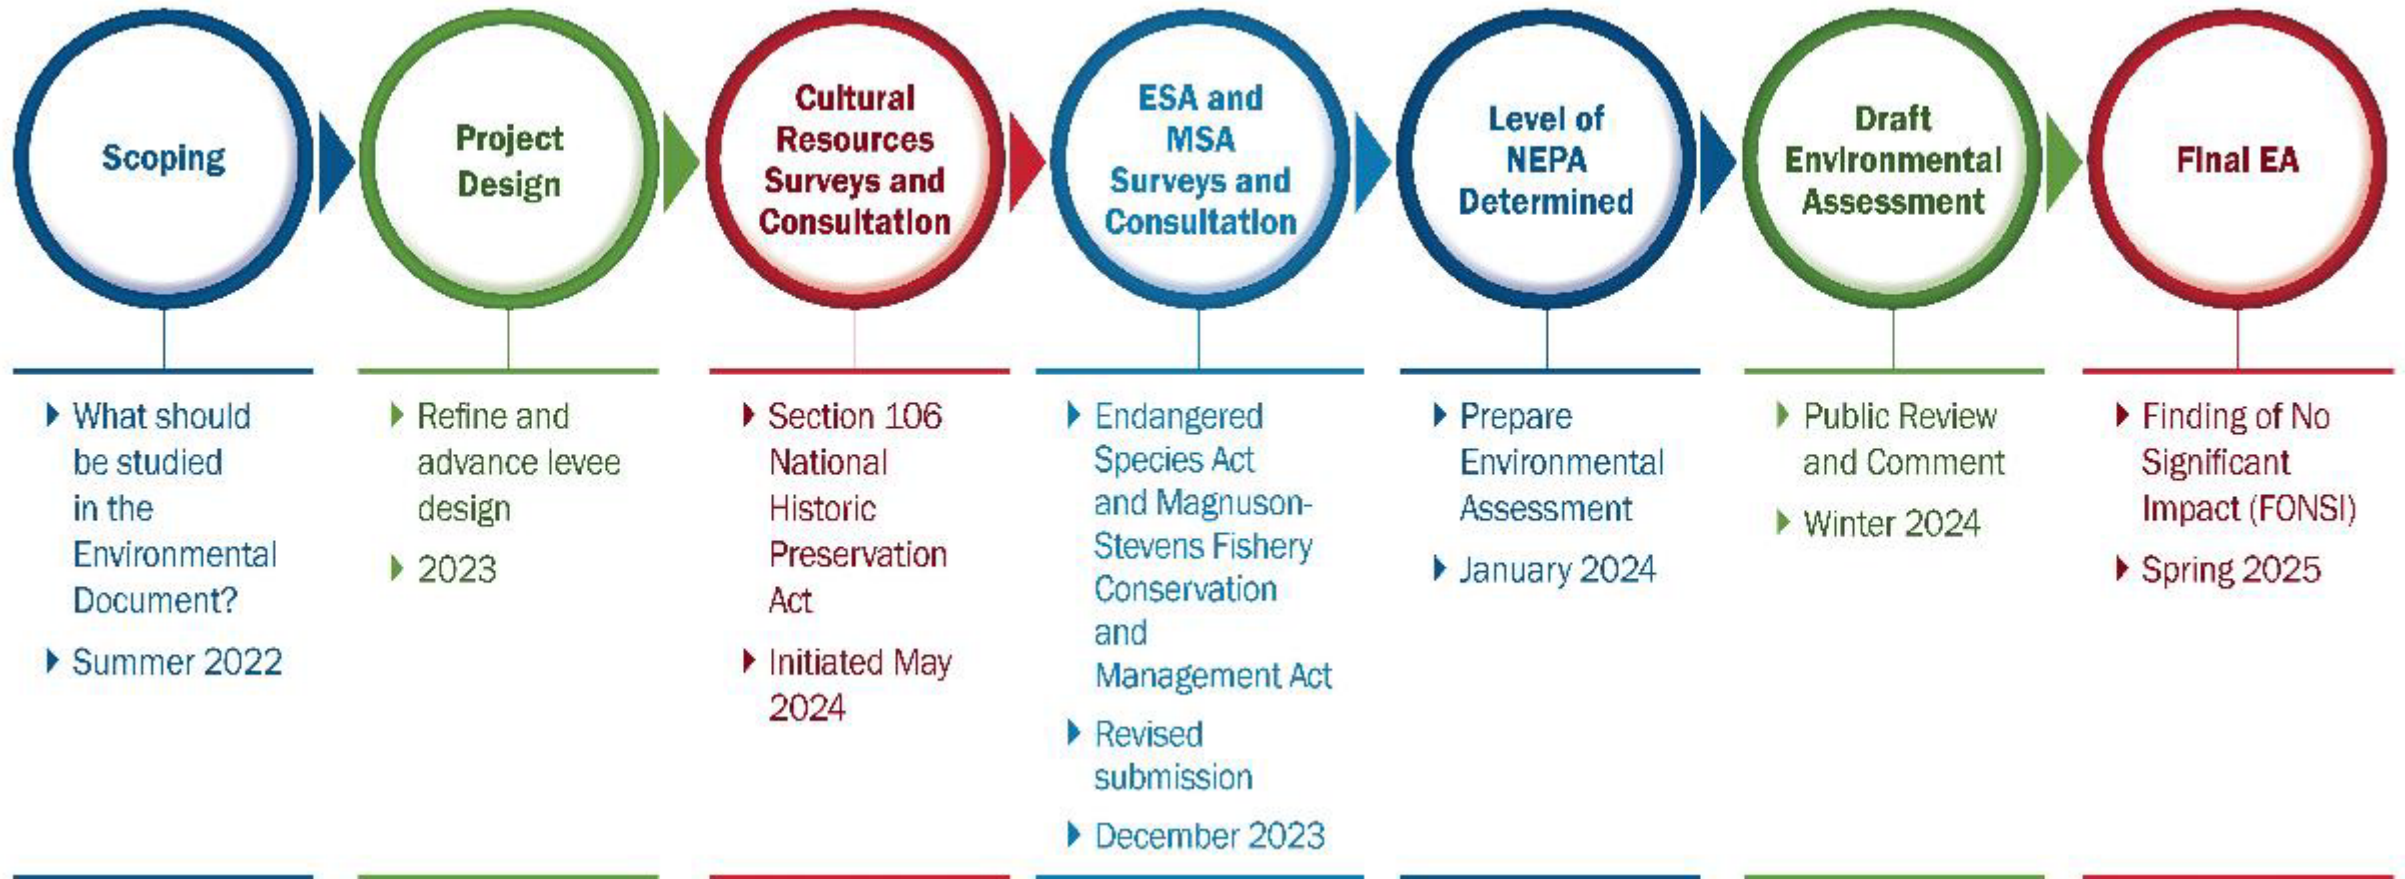 Scoping
Project
Design
Cultural
Resources
Surveys and
Consultation
ESA and
MSA
Surveys and
Consultation
Level of
NEPA
Determined
Draft
Environmental
Assessment
Final EA
What should
be studied
in the
Environmental
Document?
Summer 2022
Refine and
advance levee
design
2023
Section 106
National
Historic
Preservation
Act
Initiated May
2024
Endangered
Species Act
and Magnuson-
Stevens Fishery
Conservation
and
Management Act
Revised
submission
December 2023
Prepare
Environmental
Assessment
January 2024
Public Review
and Comment
Winter 2024
Finding of No
Significant
Impact (FONSI)
Spring 2025